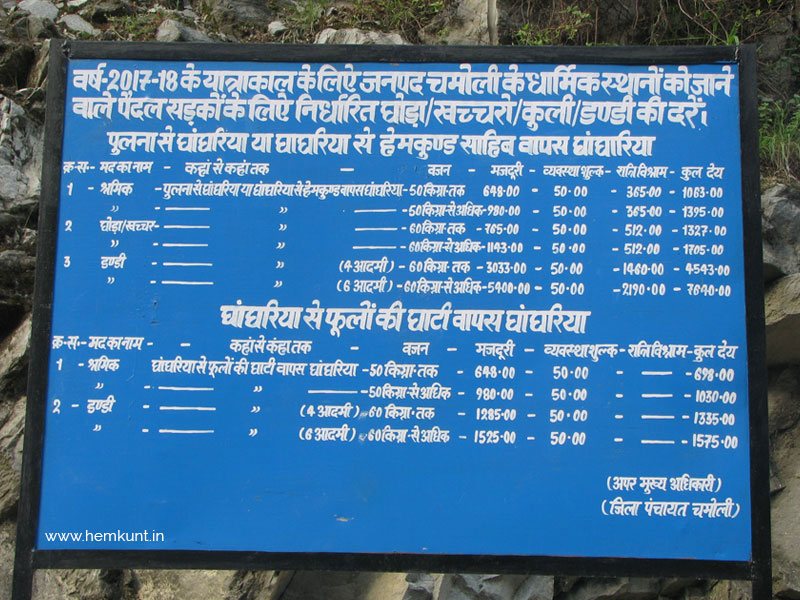 वर्ष-2017-18 के यात्राकाल के लिए जनपद चमोली के धार्मिक स्थानों को जाने
वाले पैदल सड़कों के लिए निर्धारित घोड़ा/खच्चरो/कुली/डण्डी की दरें।
पुलना से घांघरिया या घाघरिया से हेमकुण्ड साहिब वापस घांघारिया
क्र-स- मद का नाम - कहां से कंहा तक - वजन - मजदूरी - व्यवस्था शुल्क - रात्रि विश्राम - कुल देय
1 - श्रमिक - पुलना से घांघरिया या घांघरिया से हेमकुण्ड वापस घांघरिया - 50 किग्रा-तक 648.00 - 50.00 - 365.00 - 1063.00
" - —— " —— - 50 किग्रा-से अधिक - 980.00 - 50.00 - 365.00 - 1395.00
2 घोड़ा/खच्चर - —— " —— - 60 किग्रा-तक - 765.00 - 50.00 - 512.00 - 1327.00
" - —— " —— - 60 किग्रा-से अधिक - 1143.00 - 50.00 - 512.00 - 1705.00
3 डण्डी - —— " (4 आदमी) - 60 किग्रा-तक - 3033.00 - 50.00 - 1460.00 - 4543.00
" - —— " (6 आदमी) - 60 किग्रा-से अधिक - 5400.00 - 50.00 - 2190.00 - 7640.00
घांघरिया से फूलों की घाटी वापस घांघरिया
क्र-स- - मद का नाम - - कहां से कंहा तक - वजन - मजदूरी - व्यवस्था शुल्क - रात्रि विश्राम - कुल देय
1 - श्रमिक घांघरिया से फूलों की घाटी वापस घांघरिया - 50 किग्रा-तक - 648.00 - 50.00 - —— - 698.00
" - —— " —— - 50 किग्रा-से अधिक - 980.00 - 50.00 - —— - 1030.00
2 - डण्डी - —— " (4 आदमी) - 60 किग्रा-तक - 1285.00 - 50.00 - —— - 1335.00
" - —— " (6 आदमी) - 60 किग्रा-से अधिक - 1525.00 - 50.00 - —— - 1575.00
(अपर मुख्य अधिकारी)
(जिला पंचायत चमोली)
www.hemkunt.in